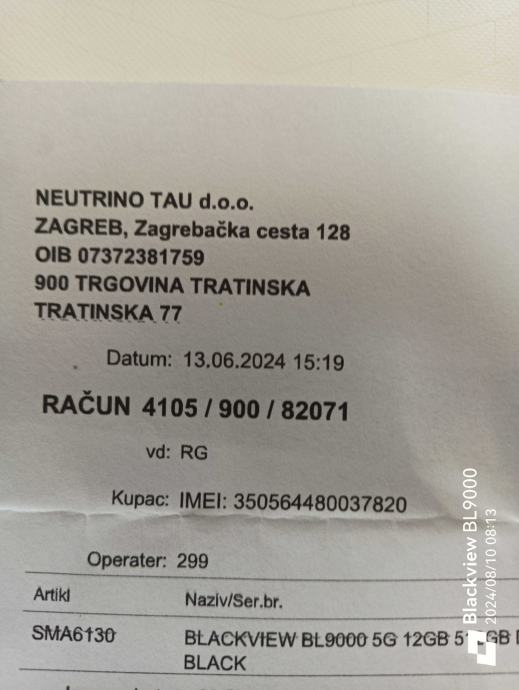 NEUTRINO TAU d.o.o.
ZAGREB, Zagrebačka cesta 128
OIB 07372381759
900 TRGOVINA TRATINSKA
TRATINSKA 77
Datum: 13.06.2024 15:19
RAČUN 4105 / 900 / 82071
vd: RG
Kupac: IMEI: 350564480037820
Operater: 299
Artikl Naziv/Ser.br.
SMA6130 BLACKVIEW BL9000 5G 12GB
BLACK
Blackview BL9000
2024/08/10 08:13